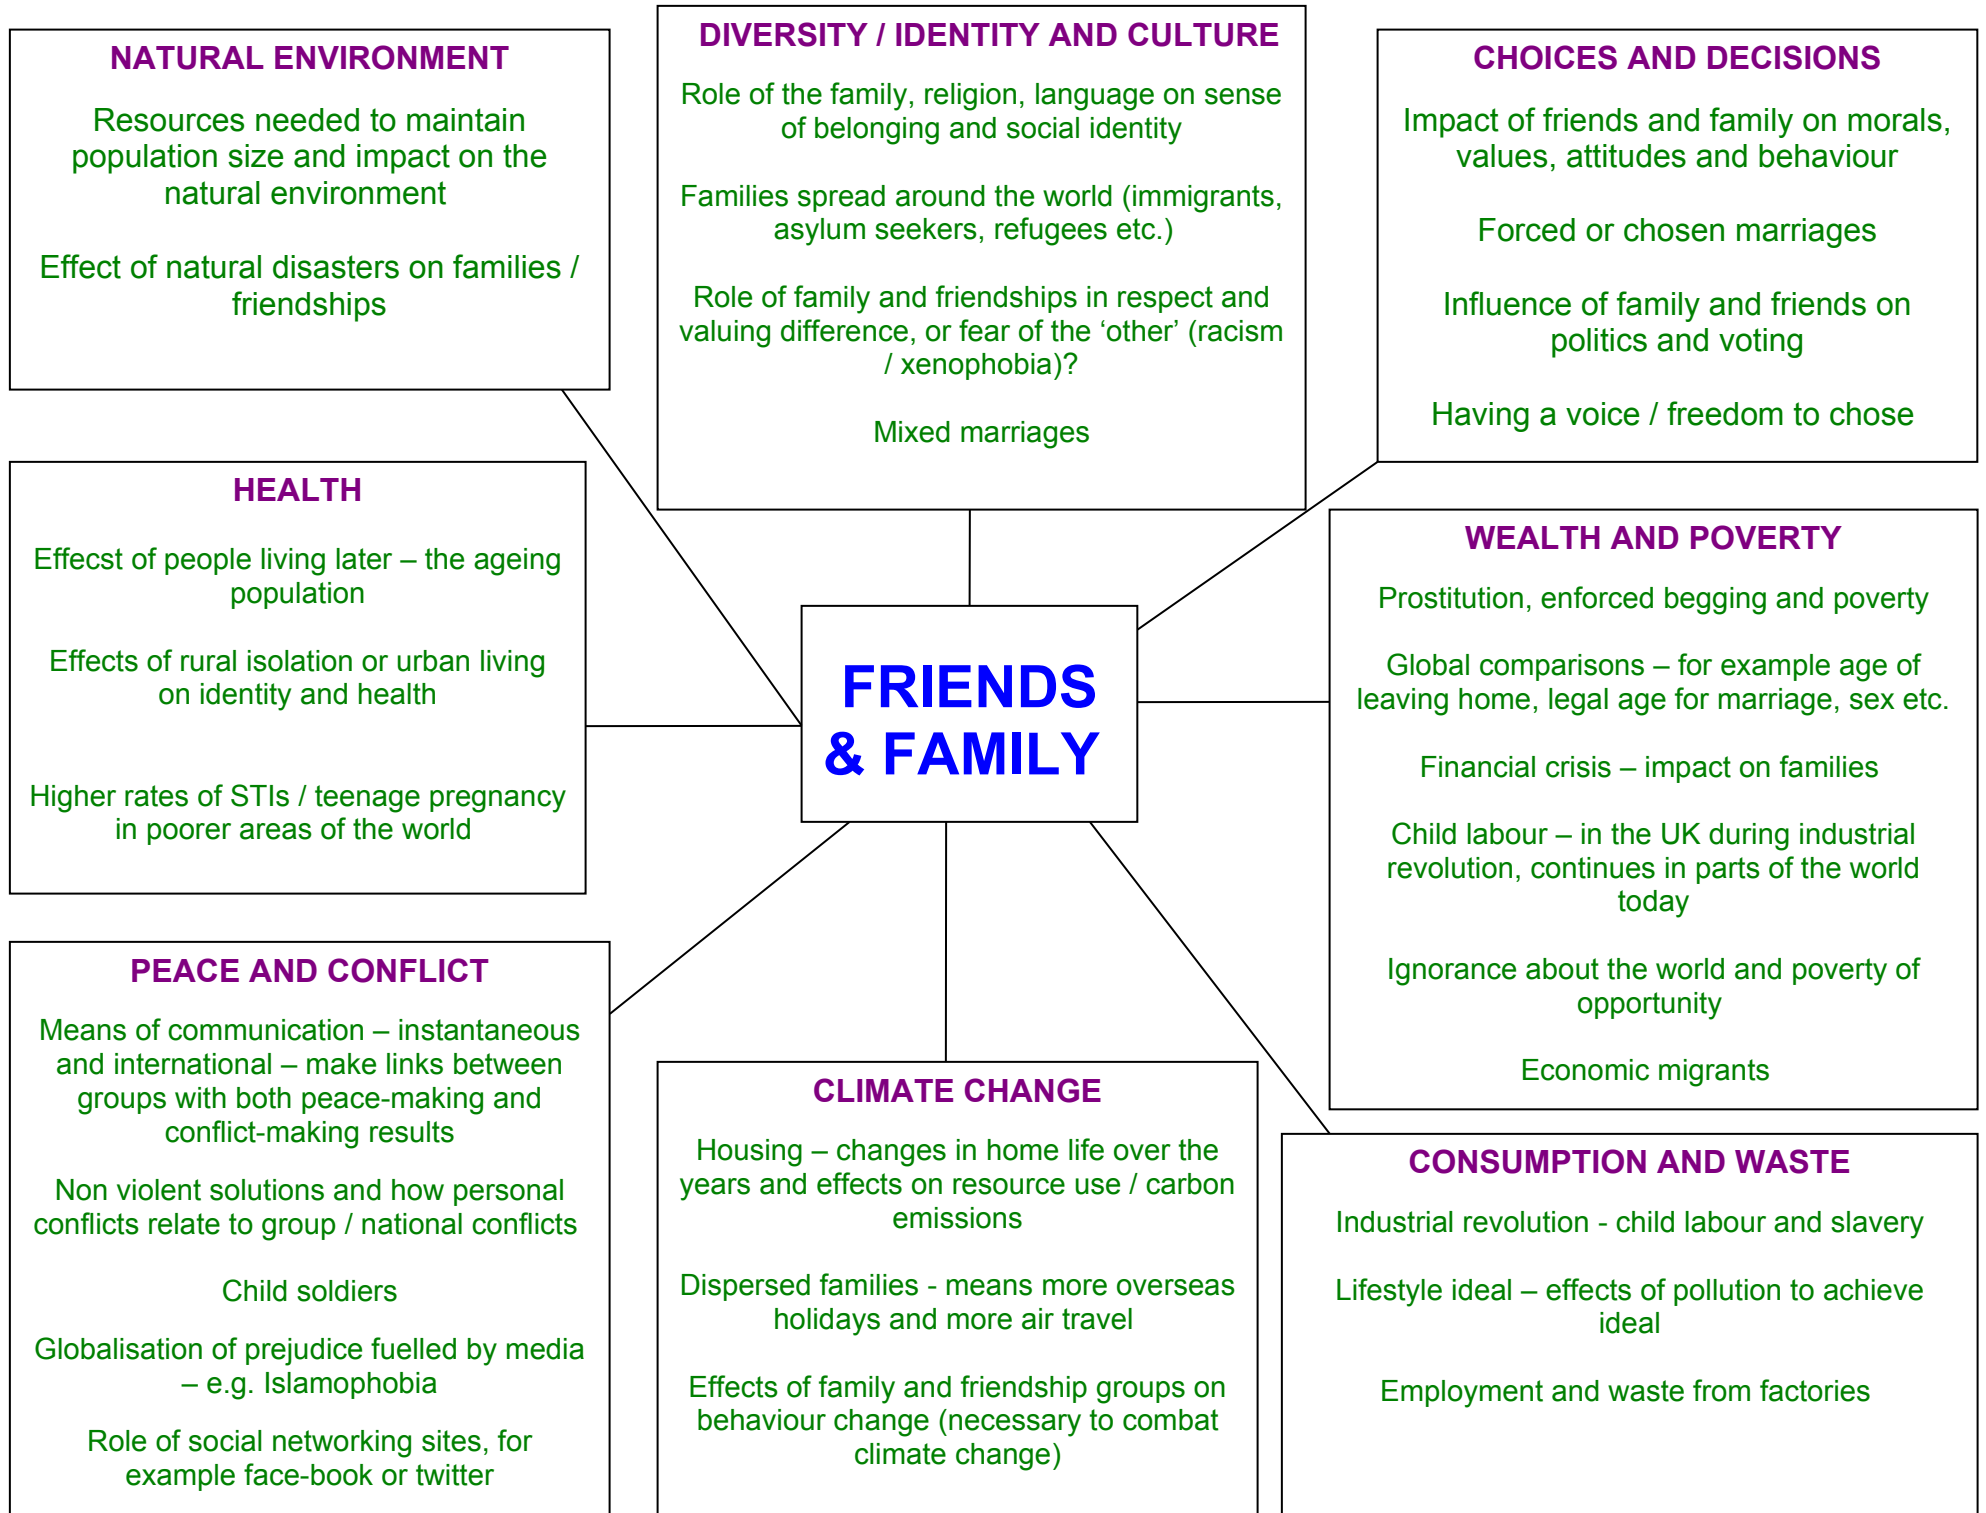 NATURAL ENVIRONMENT
Resources needed to maintain
population size and impact on the
natural environment
Effect of natural disasters on families /
friendships
DIVERSITY / IDENTITY AND CULTURE
Role of the family, religion, language on sense
of belonging and social identity
Families spread around the world (immigrants,
asylum seekers, refugees etc.)
Role of family and friendships in respect and
valuing difference, or fear of the ‘other’ (racism
/ xenophobia)?
Mixed marriages
CHOICES AND DECISIONS
Impact of friends and family on morals,
values, attitudes and behaviour
Forced or chosen marriages
Influence of family and friends on
politics and voting
Having a voice / freedom to chose
HEALTH
Effecst of people living later – the ageing
population
Effects of rural isolation or urban living
on identity and health
Higher rates of STIs / teenage pregnancy
in poorer areas of the world
FRIENDS
& FAMILY
WEALTH AND POVERTY
Prostitution, enforced begging and poverty
Global comparisons – for example age of
leaving home, legal age for marriage, sex etc.
Financial crisis – impact on families
Child labour – in the UK during industrial
revolution, continues in parts of the world
today
Ignorance about the world and poverty of
opportunity
Economic migrants
PEACE AND CONFLICT
Means of communication – instantaneous
and international – make links between
groups with both peace-making and
conflict-making results
Non violent solutions and how personal
conflicts relate to group / national conflicts
Child soldiers
Globalisation of prejudice fuelled by media
– e.g. Islamophobia
Role of social networking sites, for
example face-book or twitter
CLIMATE CHANGE
Housing – changes in home life over the
years and effects on resource use / carbon
emissions
Dispersed families - means more overseas
holidays and more air travel
Effects of family and friendship groups on
behaviour change (necessary to combat
climate change)
CONSUMPTION AND WASTE
Industrial revolution - child labour and slavery
Lifestyle ideal – effects of pollution to achieve
ideal
Employment and waste from factories